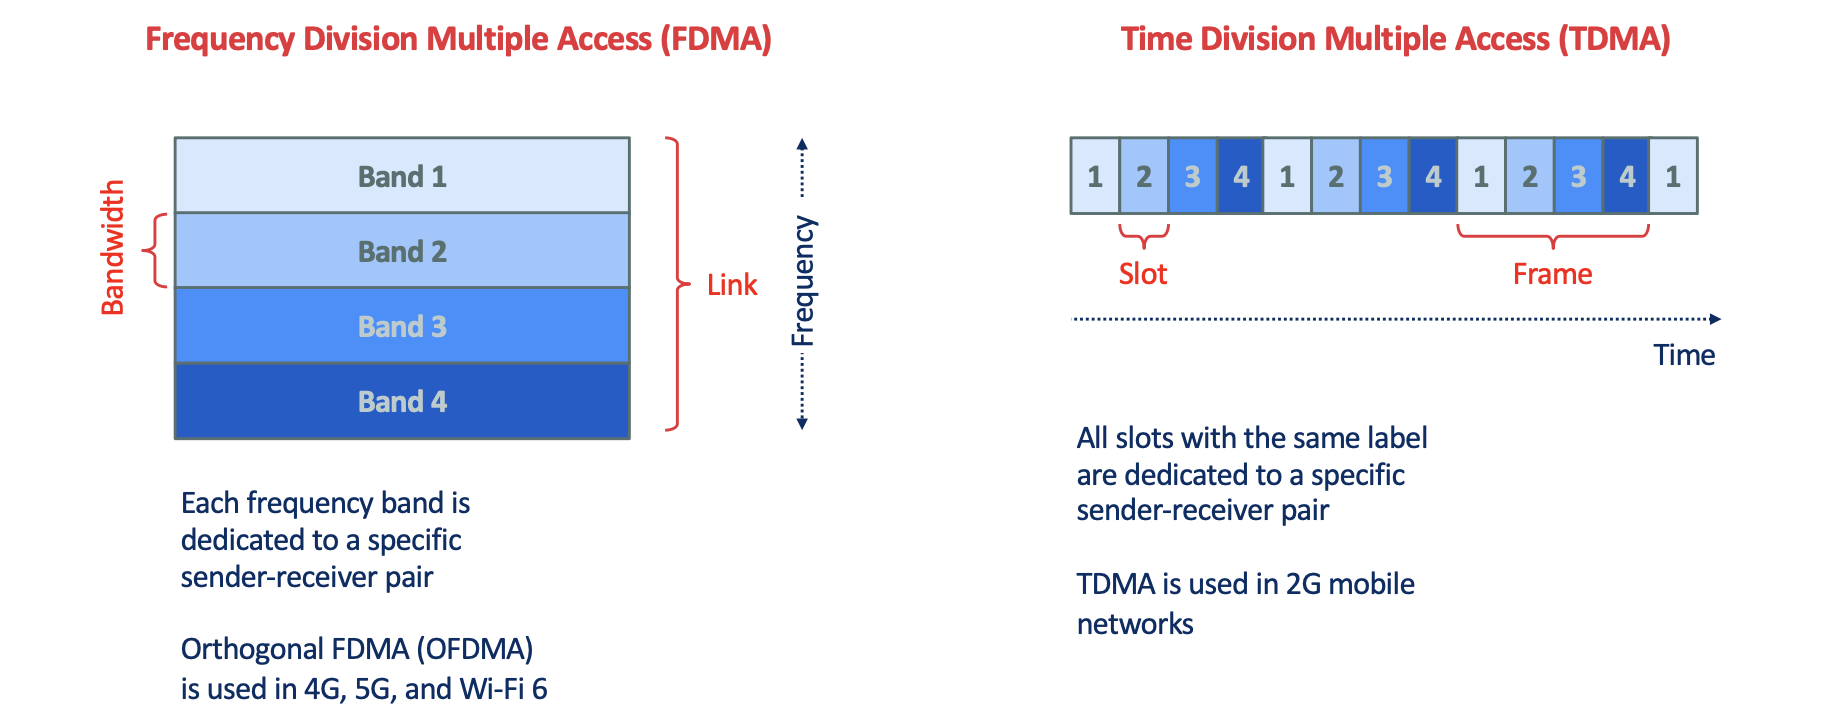 Frequency Division Multiple Access (FDMA)
Band 1
Band 2
Band 3
Band 4
Bandwidth
Link
Frequency
Each frequency band is
dedicated to a specific
sender-receiver pair
Orthogonal FDMA (OFDMA)
is used in 4G, 5G, and Wi-Fi 6
Time Division Multiple Access (TDMA)
1 2 3 4 1 2 3 4 1 2 3 4 1
Slot
Frame
Time
All slots with the same label
are dedicated to a specific
sender-receiver pair
TDMA is used in 2G mobile
networks